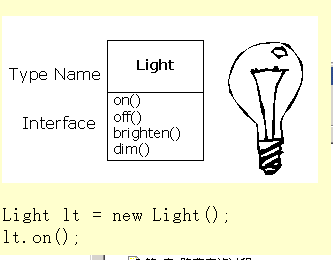 Light
Type Name
on()
off()
Interface
brighten()
dim()
Light lt = new Light();
lt.on();